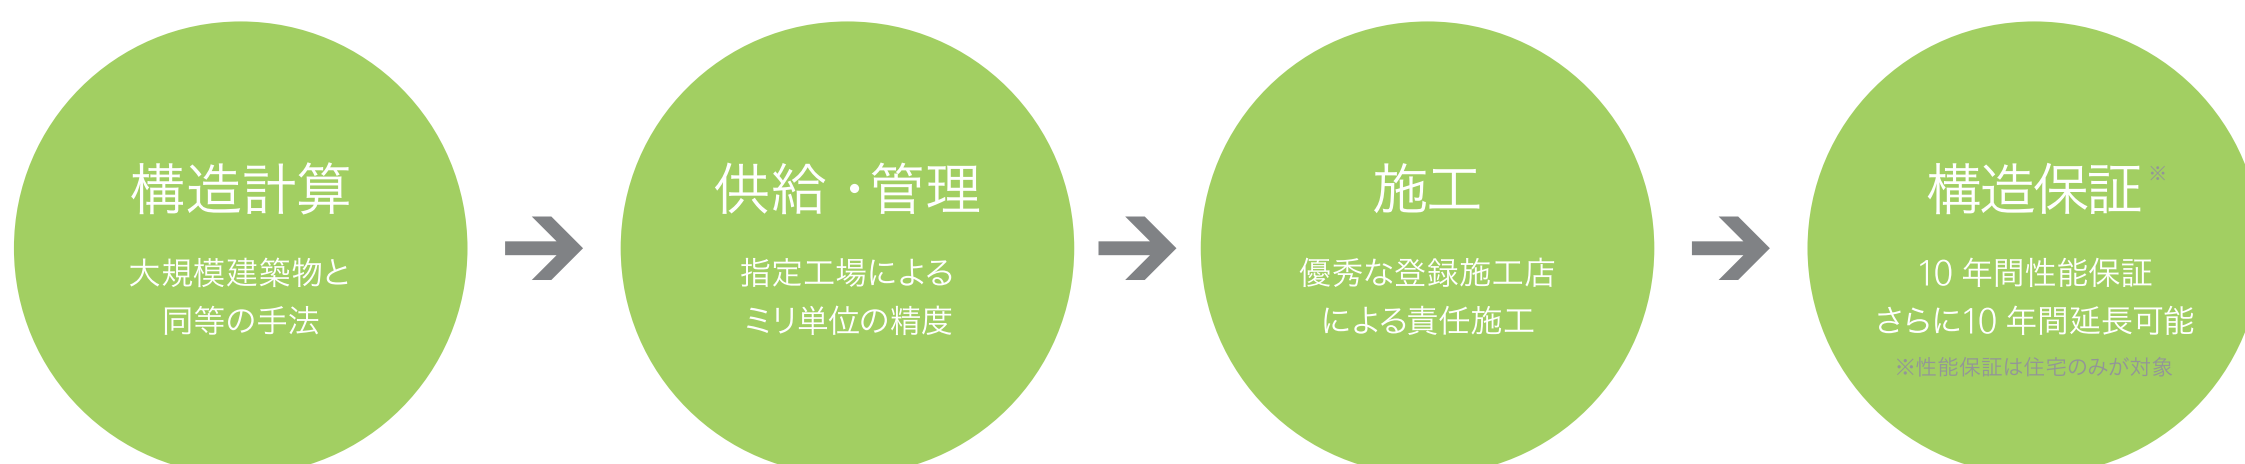 構造計算
大規模建築物と
同等の手法
供給・管理
指定工場による
ミリ単位の精度
施工
優秀な登録施工店
による責任施工
構造保証※
10 年間性能保証
さらに10 年間延長可能
※性能保証は住宅のみが対象